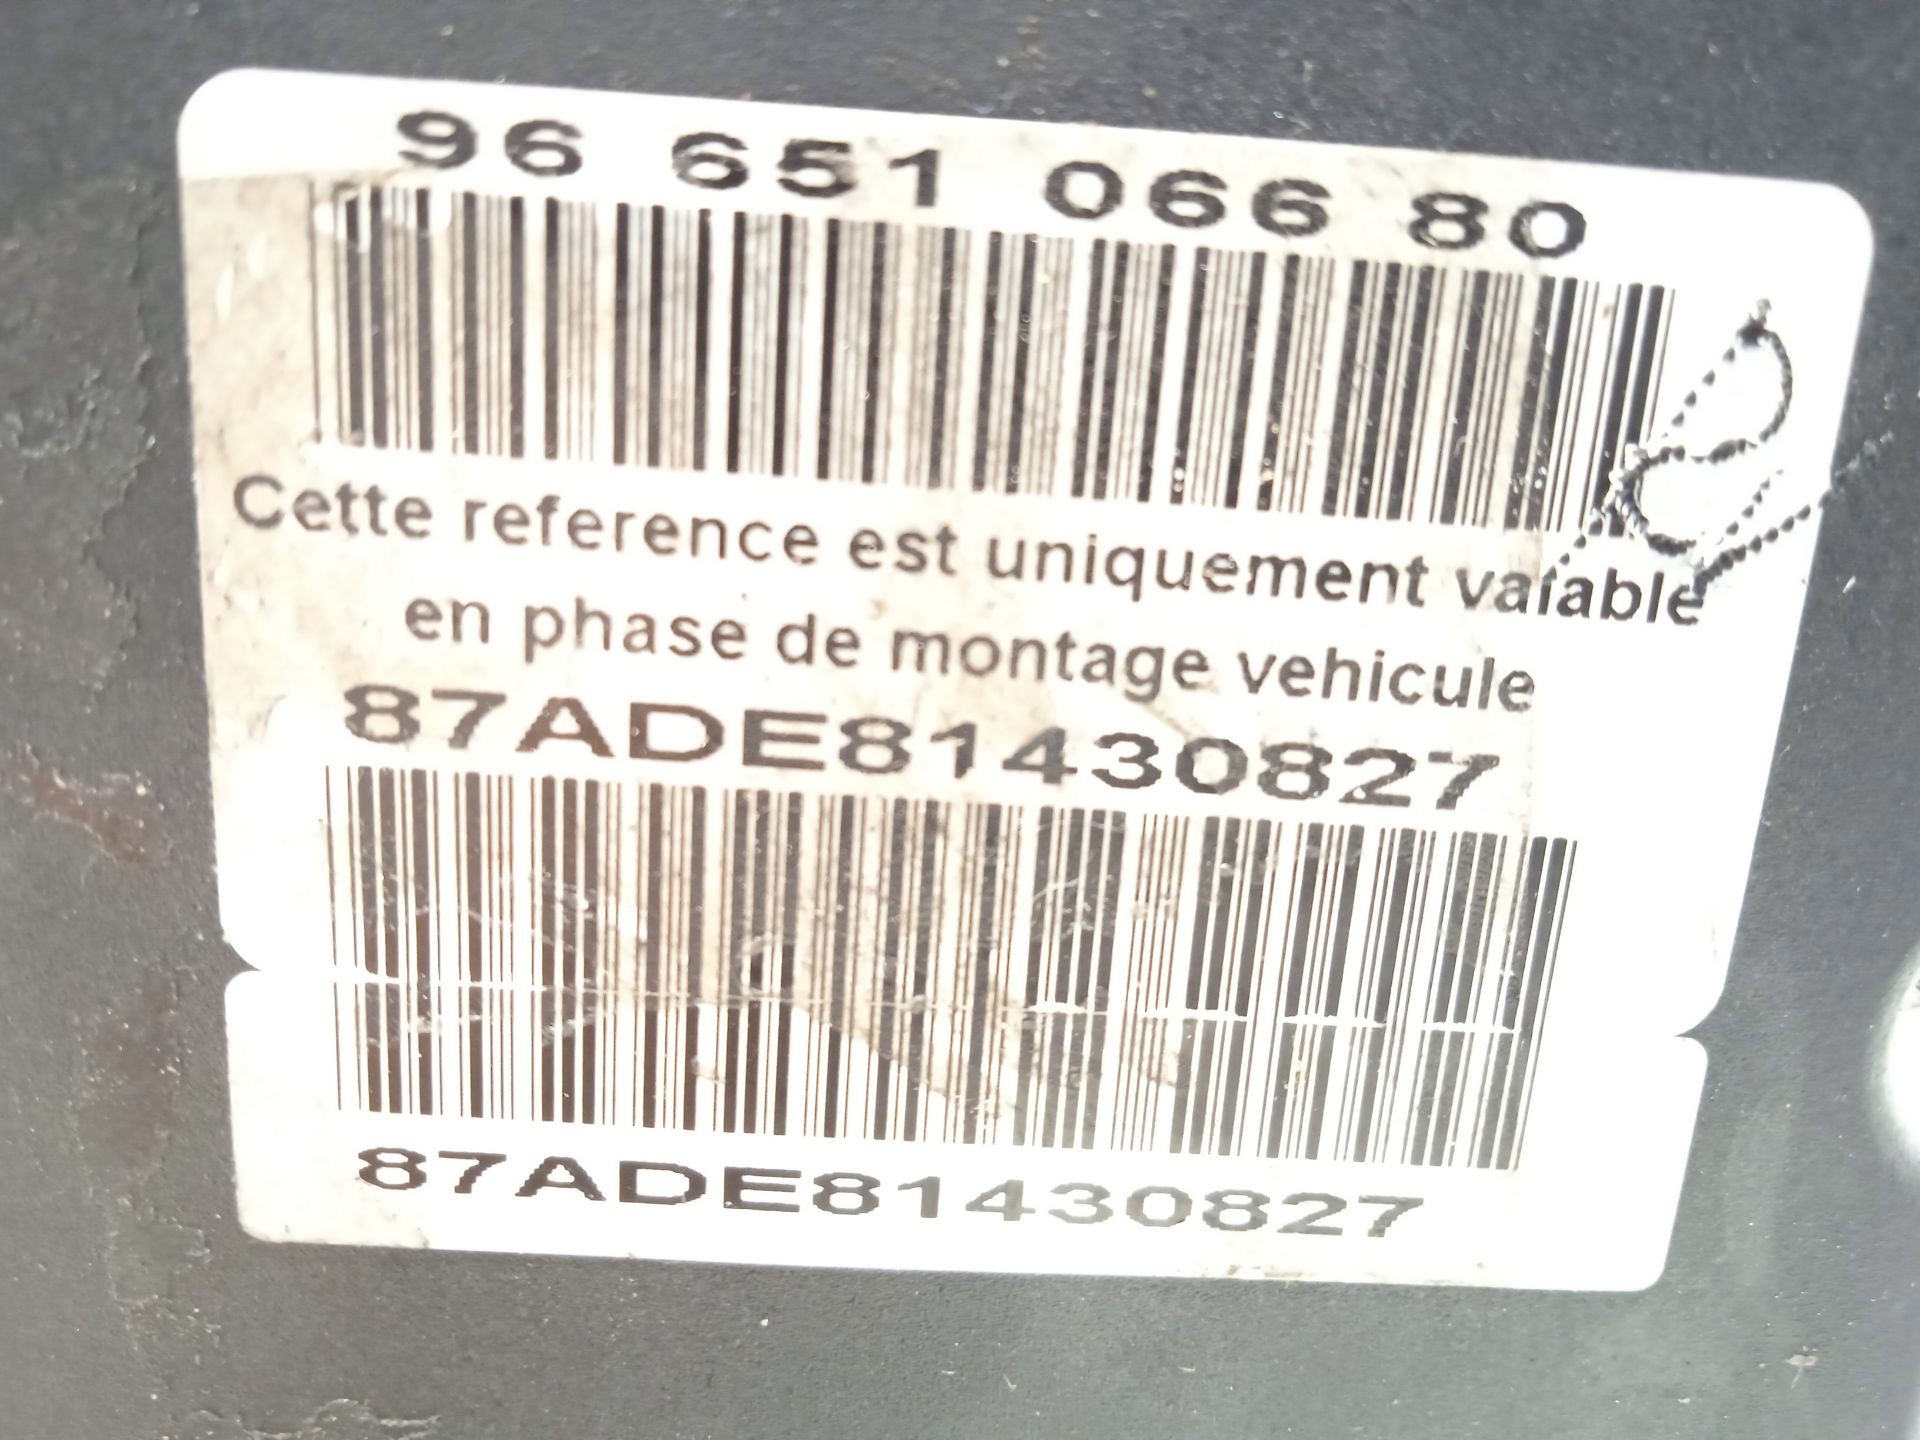 96 651 066 80
Cette reference est uniquement valable
en phase de montage vehicule
87ADE81430827
87ADE81430827